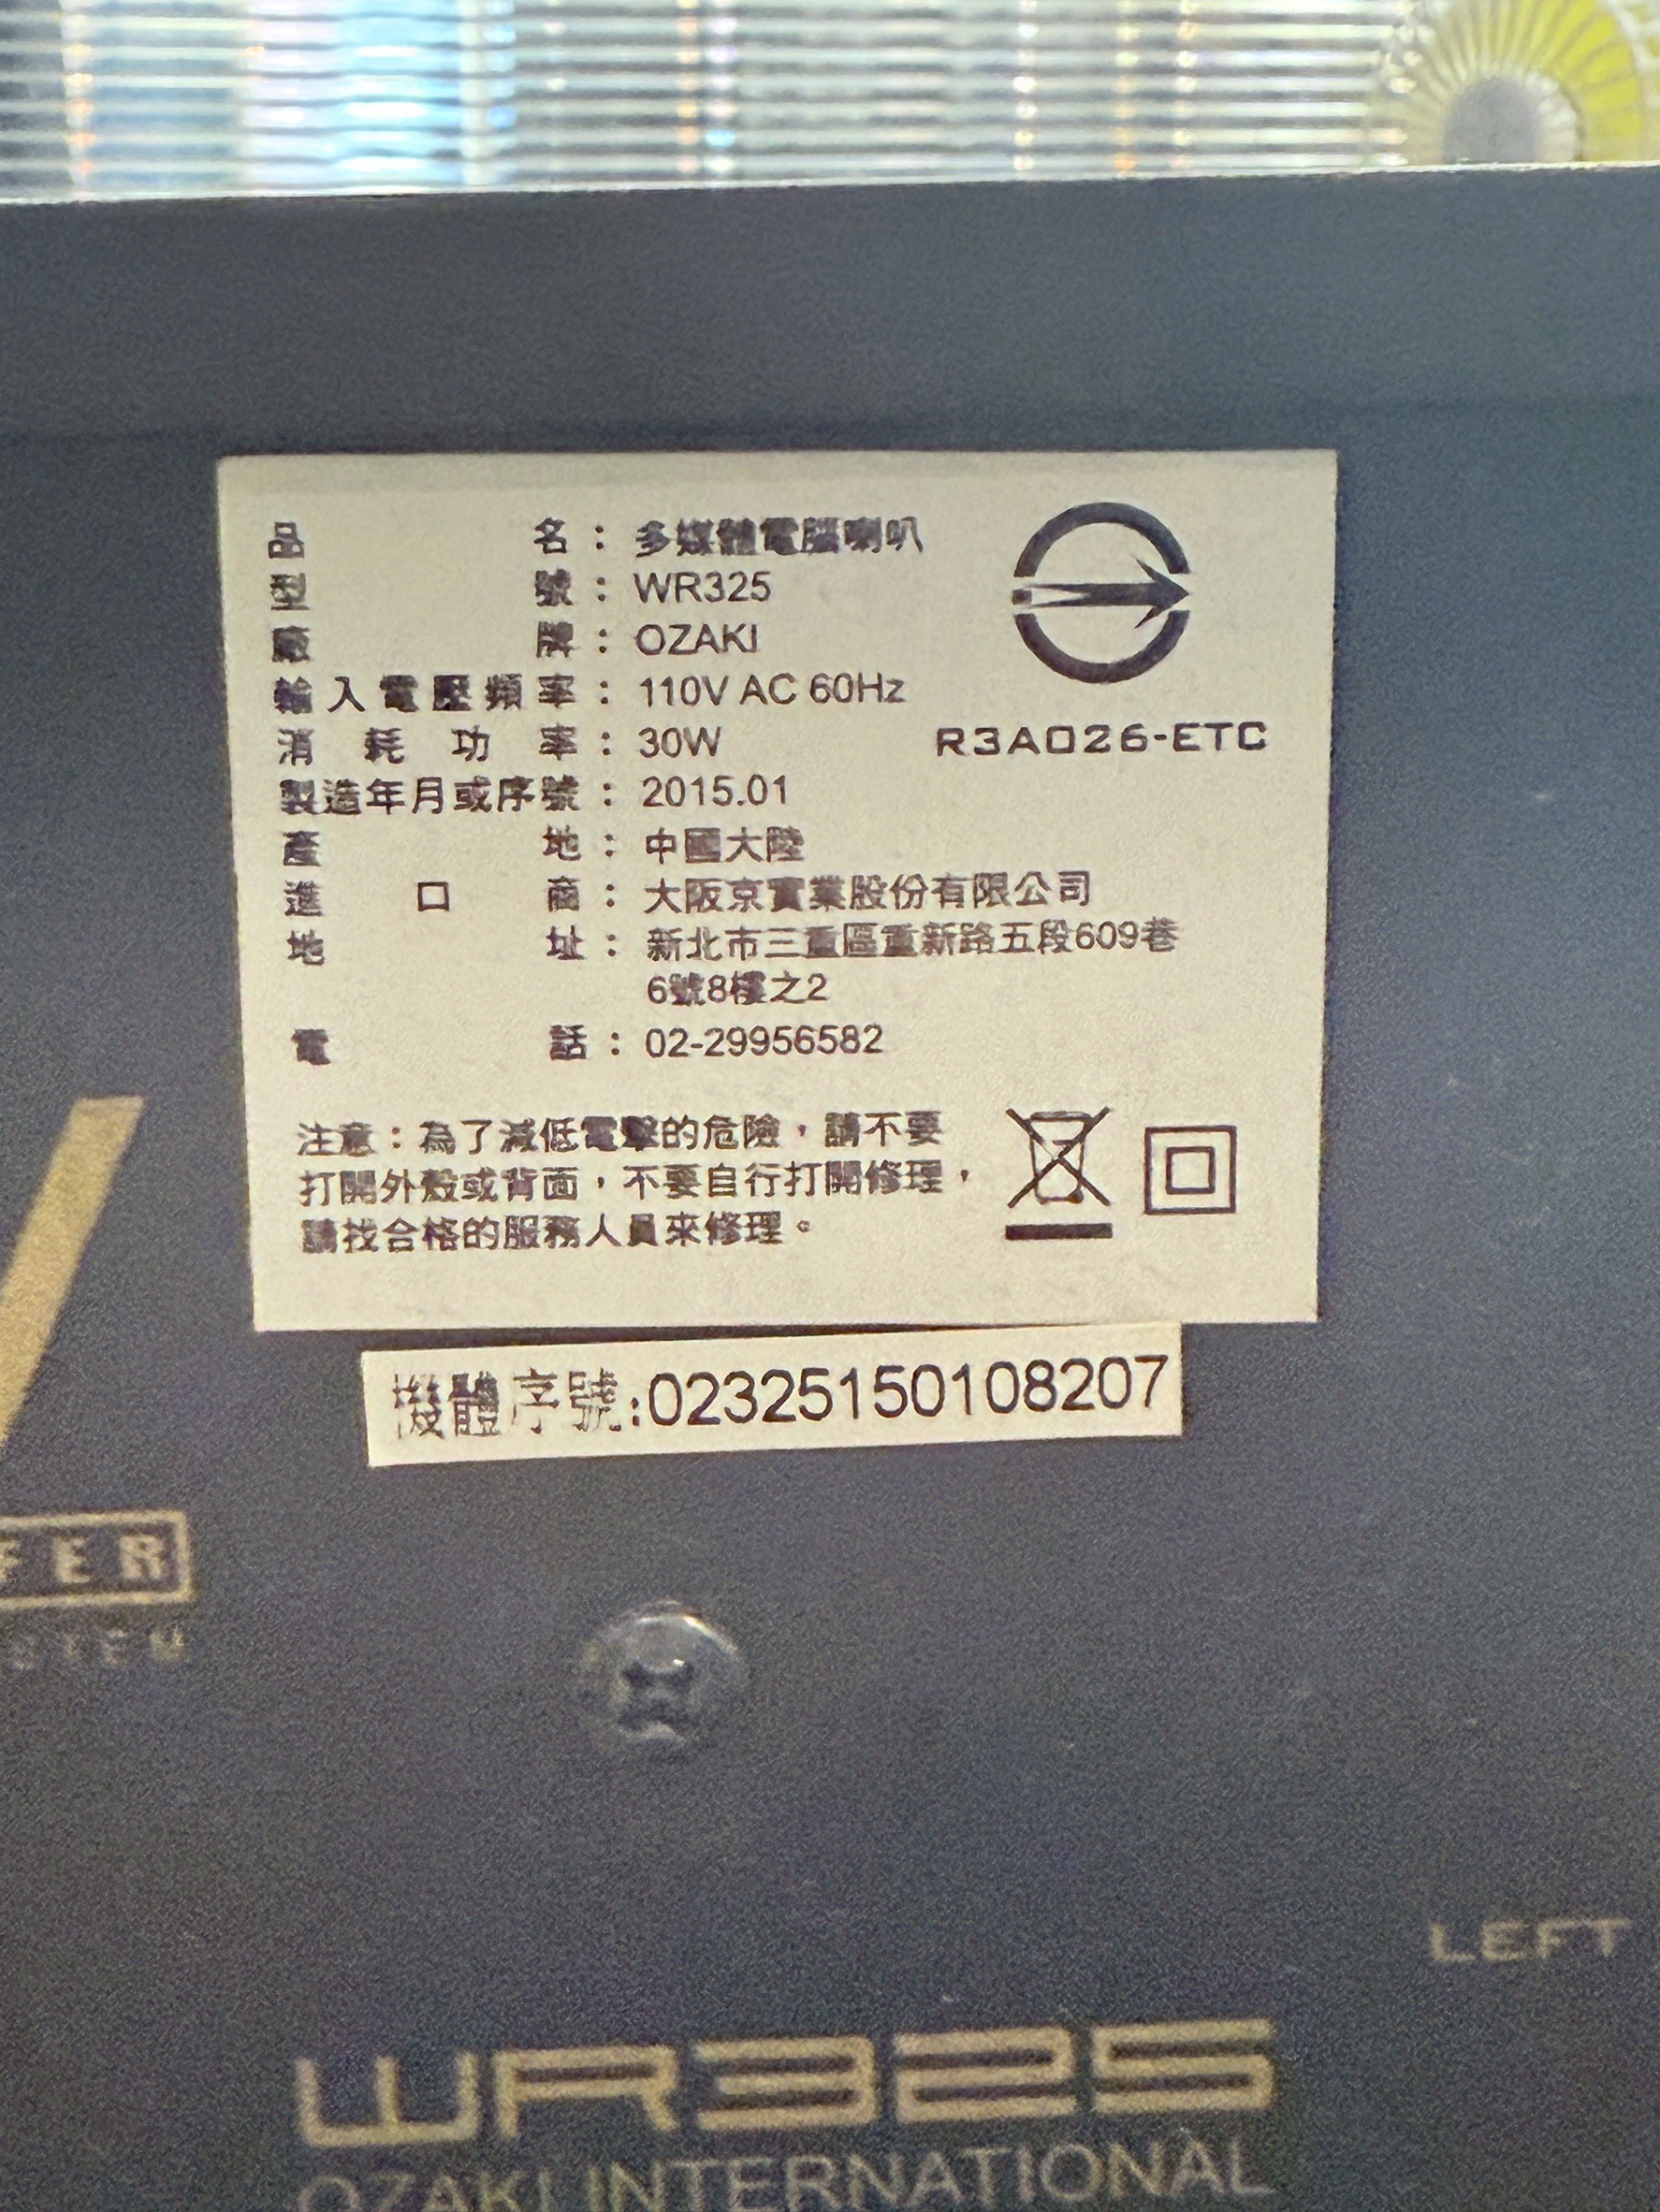 品名：多媒體電腦喇叭
型號：WR325
廠牌：OZAKI
輸入電壓頻率：110V AC 60Hz
消耗功率：30W
R3A026-ETC
製造年月或序號：2015.01
產地：中國大陸
進口商：大阪京實業股份有限公司
地址：新北市三重區重新路五段609巷
6號8樓之2
電話：02-29956582
注意：為了減低電擊的危險，請不要
打開外殼或背面，不要自行打開修理，
請找合格的服務人員來修理。
機體序號:02325150108207
FER
LEFT
WR325
OZAKI INTERNATIONAL